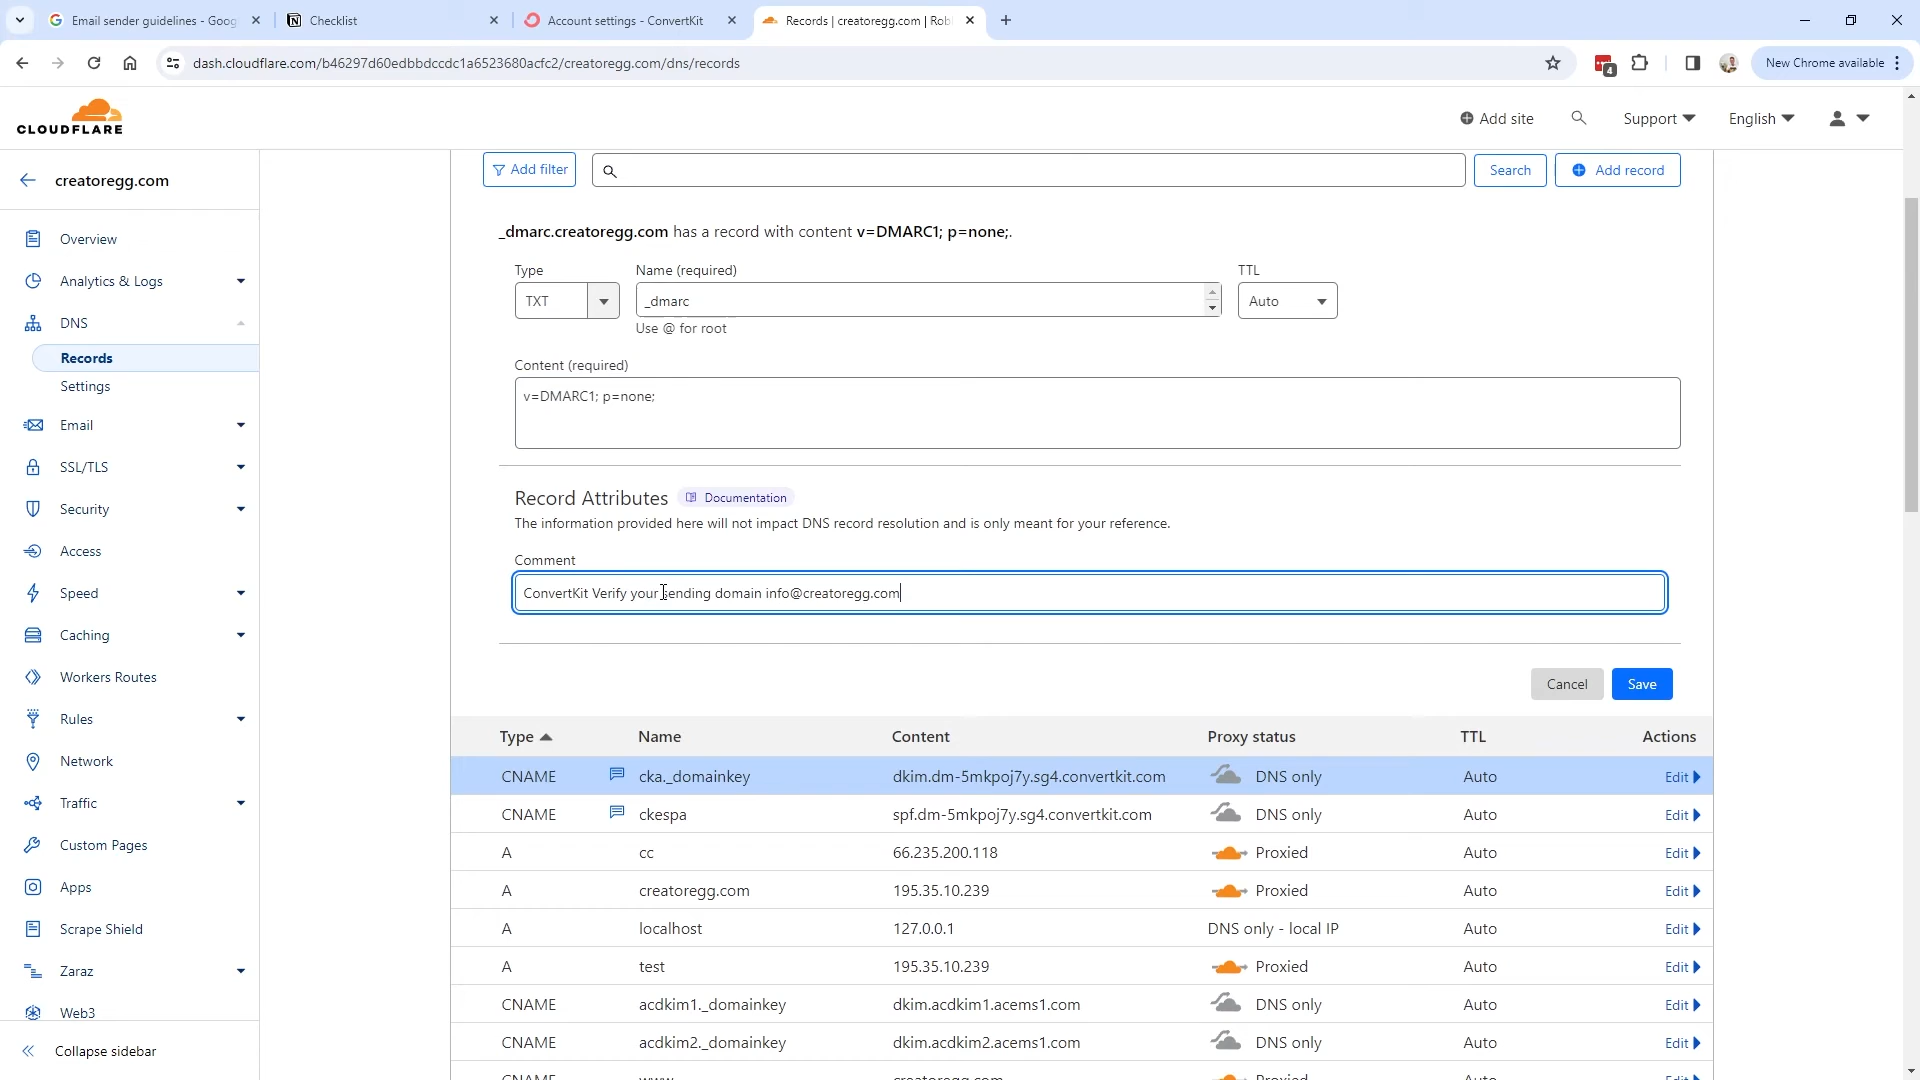 Email sender guidelines - Goog
Checklist
Account settings - ConvertKit
Records | creatoregg.com | Rob
dash.cloudflare.com/b46297d60edbbdccdc1a6523680acfc2/creatoregg.com/dns/records
4
New Chrome available
CLOUDFLARE
Add site
Support
English
creatoregg.com
Overview
Analytics & Logs
DNS
Records
Settings
Email
SSL/TLS
Security
Access
Speed
Caching
Workers Routes
Rules
Network
Traffic
Custom Pages
Apps
Scrape Shield
Zaraz
Web3
Collapse sidebar
Add filter
Search
Add record
_dmarc.creatoregg.com has a record with content v=DMARC1; p=none;.
Type
Name (required)
TTL
TXT
_dmarc
Auto
Use @ for root
Content (required)
v=DMARC1; p=none;
Record Attributes
Documentation
The information provided here will not impact DNS record resolution and is only meant for your reference.
Comment
ConvertKit Verify your sending domain info@creatoregg.com
Cancel
Save
Type Name Content Proxy status TTL Actions
CNAME cka._domainkey dkim.dm-5mkpoj7y.sg4.convertkit.com DNS only Auto Edit
CNAME ckespa spf.dm-5mkpoj7y.sg4.convertkit.com DNS only Auto Edit
A cc 66.235.200.118 Proxied Auto Edit
A creatoregg.com 195.35.10.239 Proxied Auto Edit
A localhost 127.0.0.1 DNS only - local IP Auto Edit
A test 195.35.10.239 Proxied Auto Edit
CNAME acdkim1._domainkey dkim.acdkim1.acems1.com DNS only Auto Edit
CNAME acdkim2._domainkey dkim.acdkim2.acems1.com DNS only Auto Edit
CNAME www creatoregg.com Proxied Auto Edit